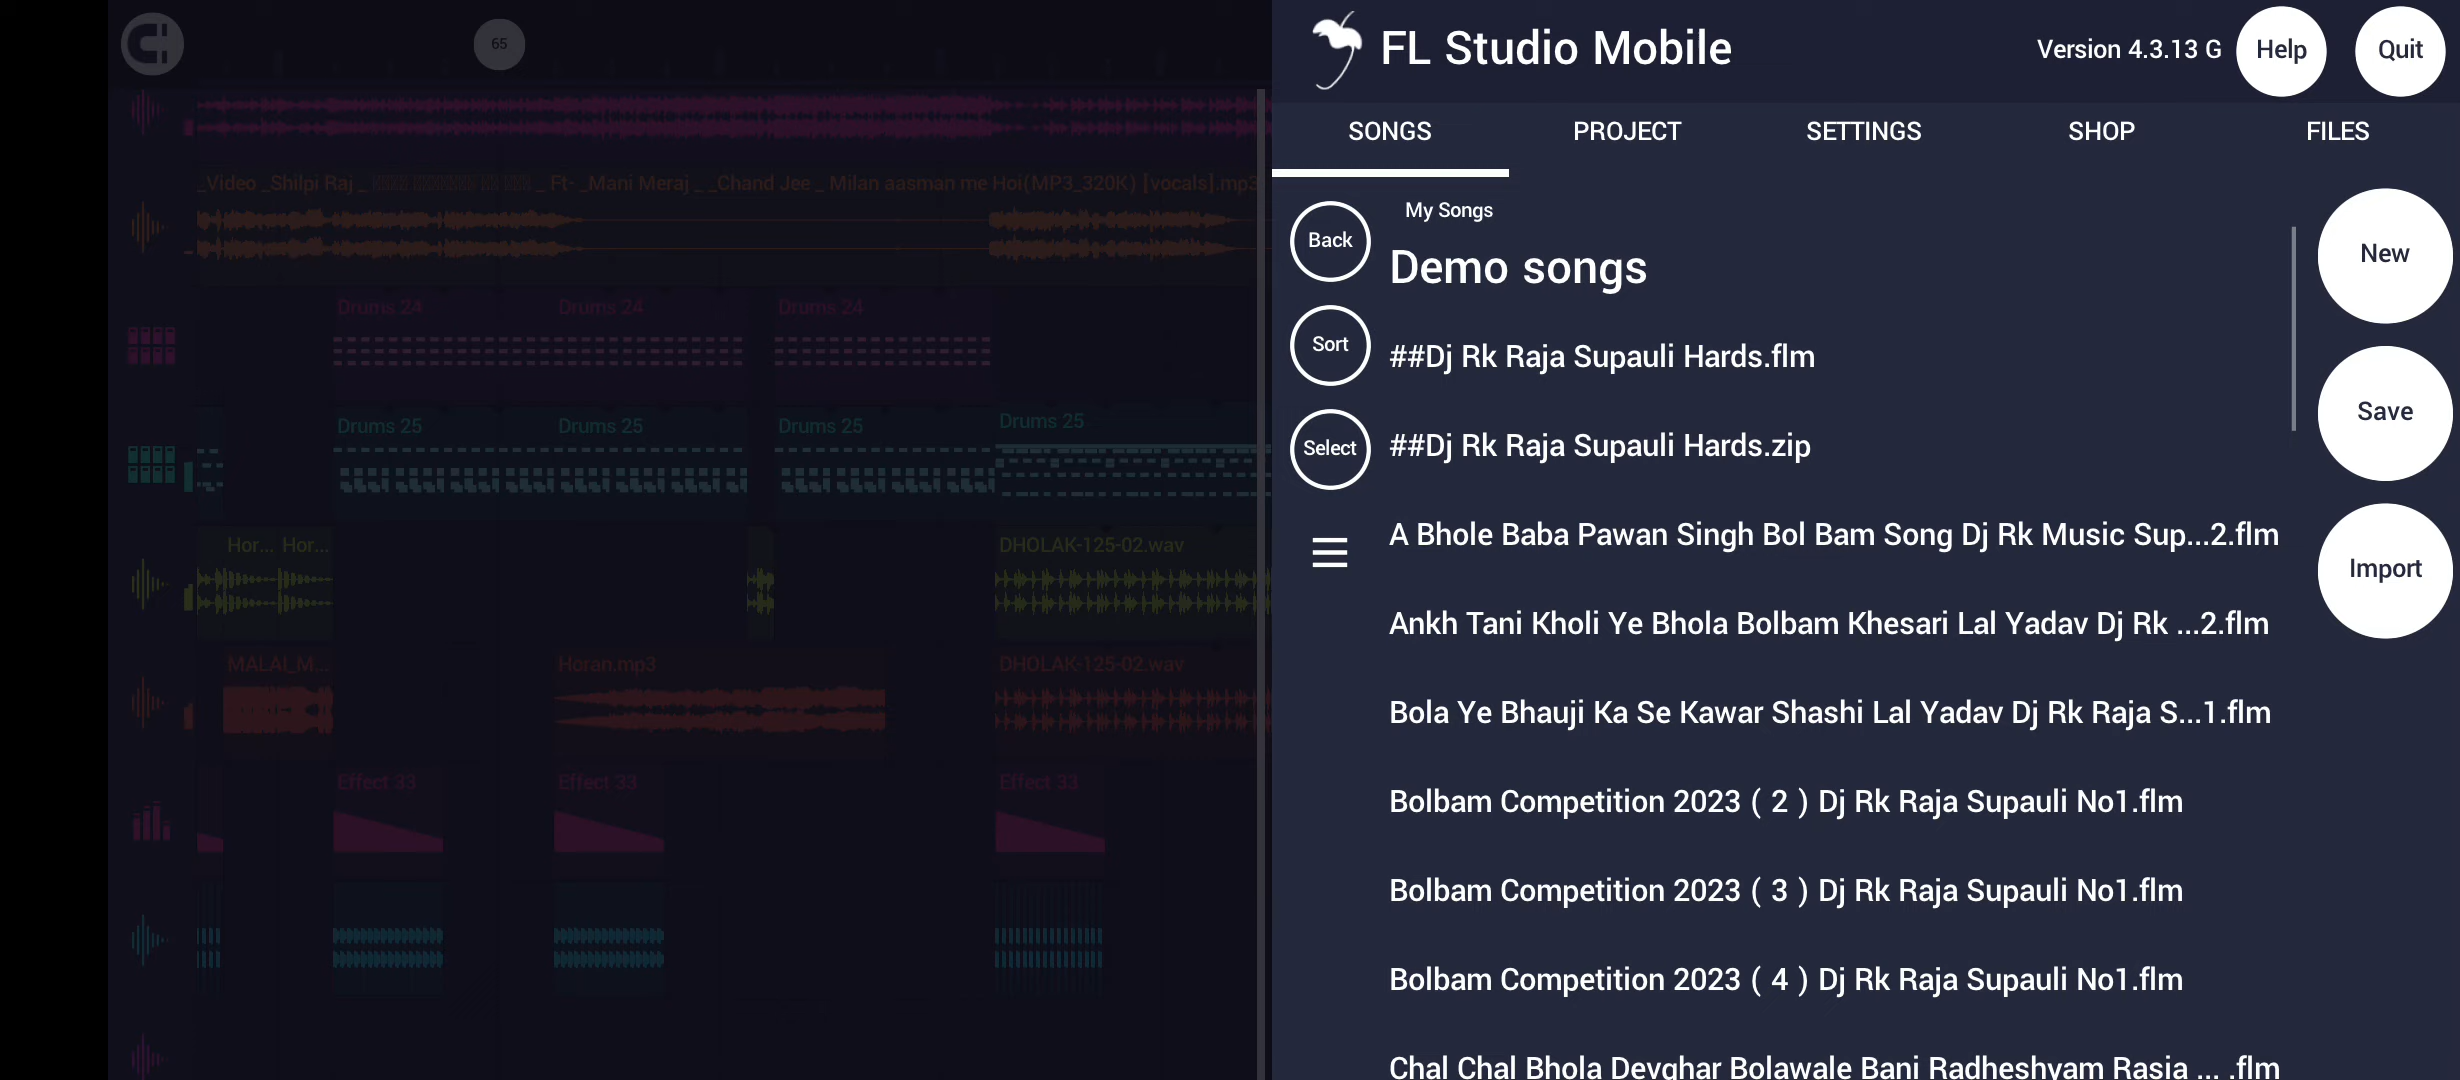 65
FL Studio Mobile
Version 4.3.13 G
Help
Quit
SONGS
PROJECT
SETTINGS
SHOP
FILES
Back
My Songs
Demo songs
New
Sort
##Dj Rk Raja Supauli Hards.flm
Select
##Dj Rk Raja Supauli Hards.zip
Save
A Bhole Baba Pawan Singh Bol Bam Song Dj Rk Music Sup...2.flm
Import
Ankh Tani Kholi Ye Bhola Bolbam Khesari Lal Yadav Dj Rk ...2.flm
Bola Ye Bhauji Ka Se Kawar Shashi Lal Yadav Dj Rk Raja S...1.flm
Bolbam Competition 2023 ( 2 ) Dj Rk Raja Supauli No1.flm
Bolbam Competition 2023 ( 3 ) Dj Rk Raja Supauli No1.flm
Bolbam Competition 2023 ( 4 ) Dj Rk Raja Supauli No1.flm
Chal Chal Bhola Devghar Bolawale Bani Radheshyam Rasia ... .flm
_Video _Shilpi Raj _ _ Ft- _Mani Meraj _ _Chand Jee _ Milan aasman me Hoi(MP3_320K) [vocals].mp3
Drums 24 Drums 24 Drums 24
Drums 25 Drums 25 Drums 25 Drums 25
Hor... Hor... DHOLAK-125-02.wav
MALAI_M... Horan.mp3 DHOLAK-125-02.wav
Effect 33 Effect 33 Effect 33